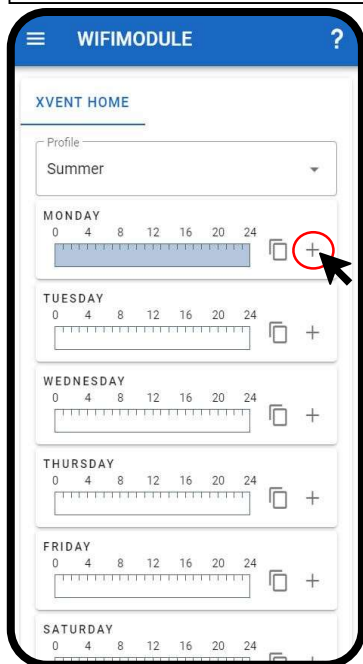 WIFIMODULE ?
XVENT HOME
Profile
Summer
MONDAY
0 4 8 12 16 20 24
TUESDAY
0 4 8 12 16 20 24
WEDNESDAY
0 4 8 12 16 20 24
THURSDAY
0 4 8 12 16 20 24
FRIDAY
0 4 8 12 16 20 24
SATURDAY
0 4 8 12 16 20 24